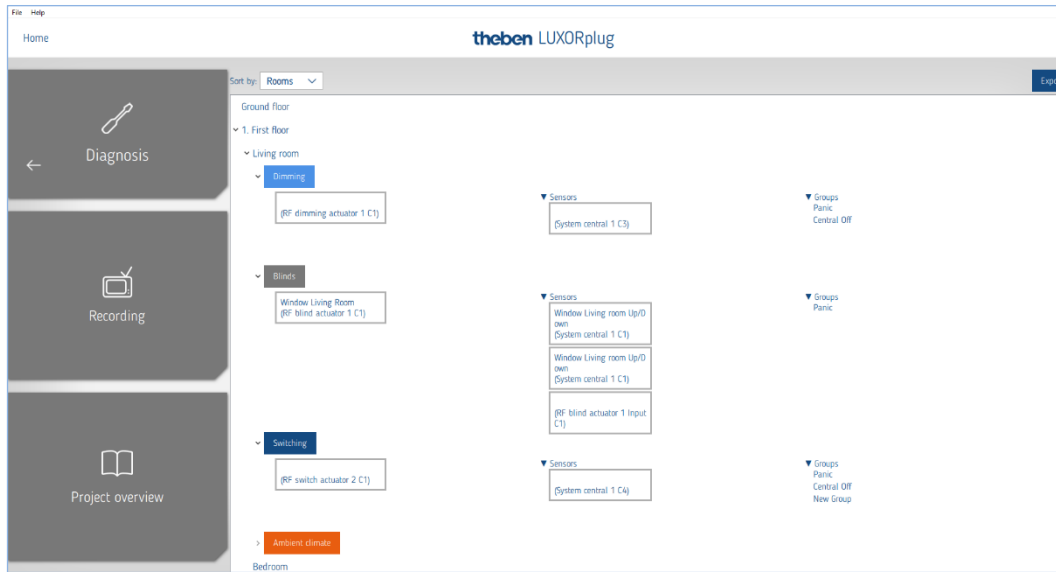 File Help
Home
theben LUXORplug
Sort by: Rooms
Expo
Diagnosis
Recording
Project overview
Ground floor
1. First floor
Living room
Dimming
(RF dimming actuator 1 C1)
Sensors
(System central 1 C3)
Groups
Panic
Central Off
Blinds
Window Living Room
(RF blind actuator 1 C1)
Sensors
Window Living room Up/D
own
(System central 1 C1)
Window Living room Up/D
own
(System central 1 C1)
(RF blind actuator 1 Input
C1)
Groups
Panic
Switching
(RF switch actuator 2 C1)
Sensors
(System central 1 C4)
Groups
Panic
Central Off
New Group
Ambient climate
Bedroom